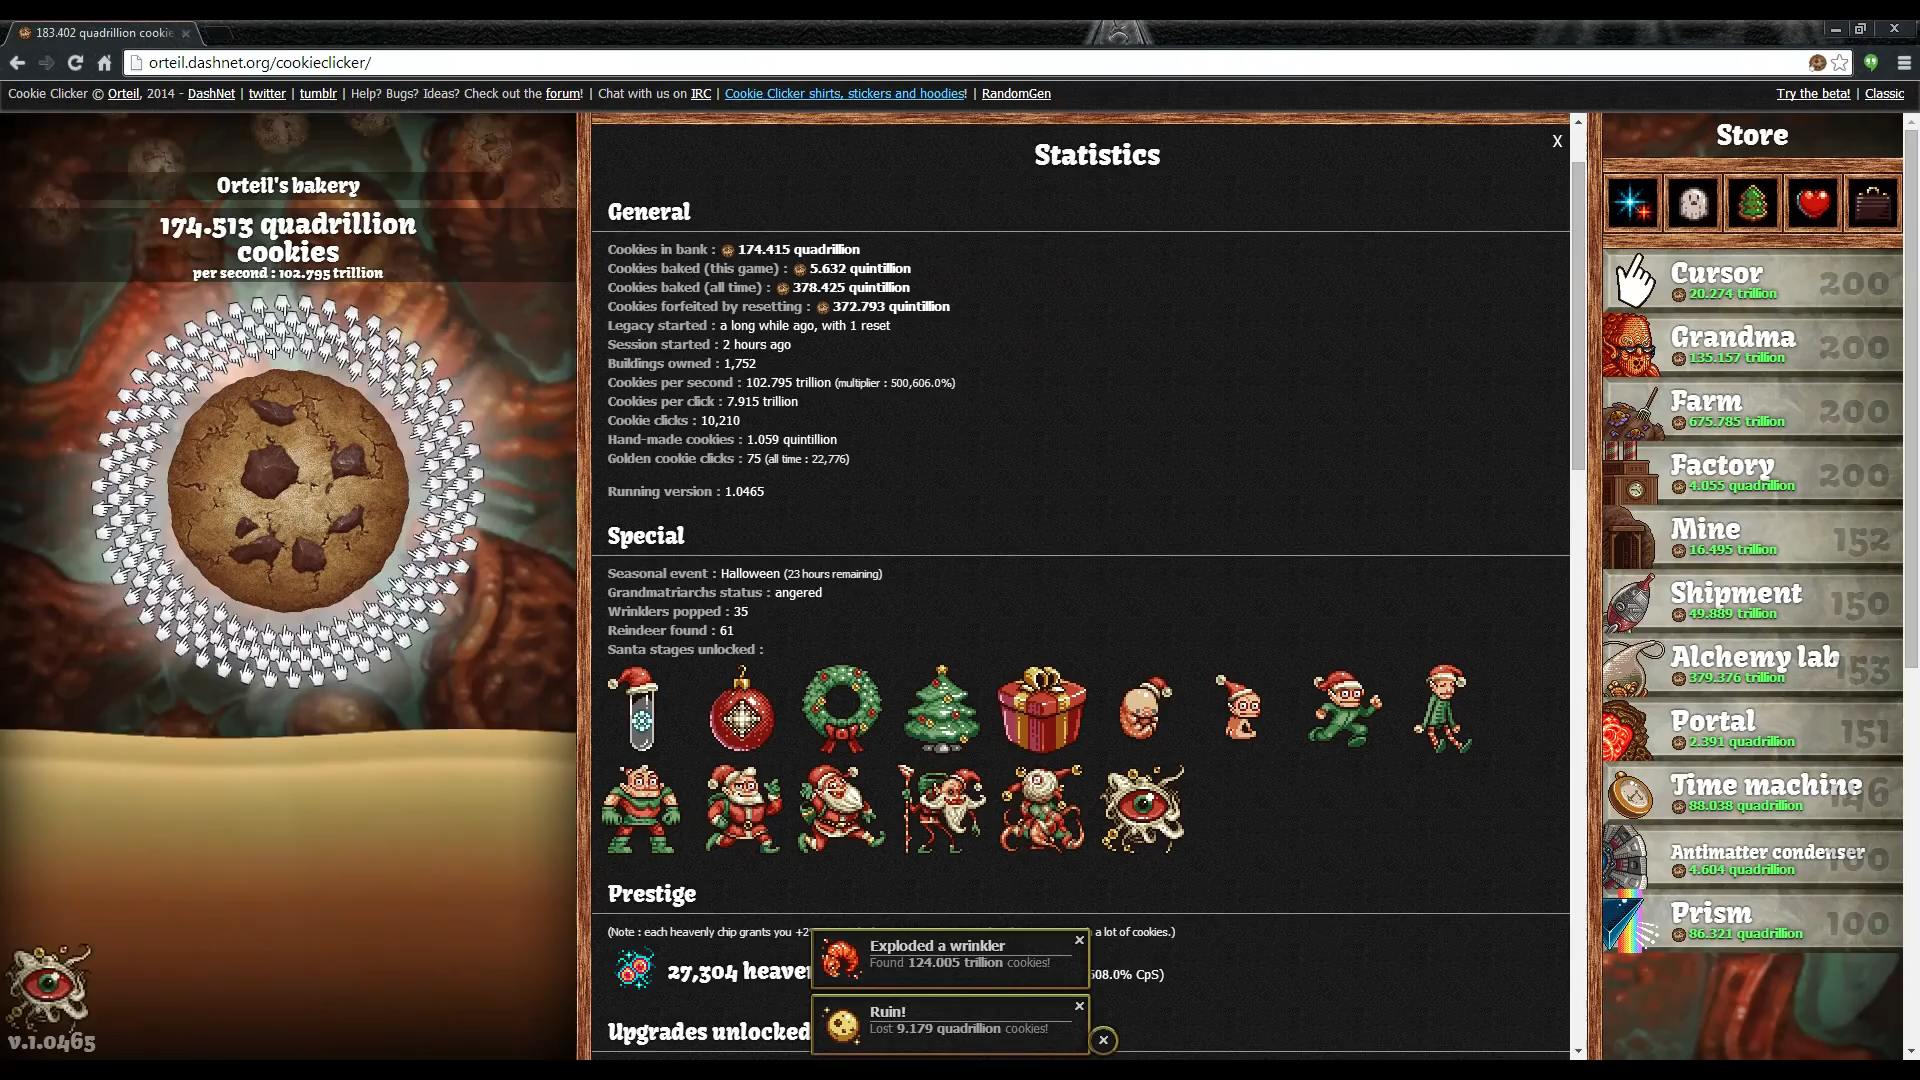 183.402 quadrillion cookie
orteil.dashnet.org/cookieclicker/
Cookie Clicker © Orteil, 2014 - DashNet | twitter | tumblr | Help? Bugs? Ideas? Check out the forum! | Chat with us on IRC | Cookie Clicker shirts, stickers and hoodies! | RandomGen
Try the beta! | Classic
Orteil's bakery
174.513 quadrillion
cookies
per second : 102.795 trillion
v.1.0465
Statistics
X
General
Cookies in bank : 174.415 quadrillion
Cookies baked (this game) : 5.632 quintillion
Cookies baked (all time) : 378.425 quintillion
Cookies forfeited by resetting : 372.793 quintillion
Legacy started : a long while ago, with 1 reset
Session started : 2 hours ago
Buildings owned : 1,752
Cookies per second : 102.795 trillion (multiplier : 500,606.0%)
Cookies per click : 7.915 trillion
Cookie clicks : 10,210
Hand-made cookies : 1.059 quintillion
Golden cookie clicks : 75 (all time : 22,776)
Running version : 1.0465
Special
Seasonal event : Halloween (23 hours remaining)
Grandmatriarchs status : angered
Wrinklers popped : 35
Reindeer found : 61
Santa stages unlocked :
Prestige
(Note : each heavenly chip grants you +2 a lot of cookies.)
27,304 608.0% CpS)
Upgrades unlocked
Exploded a wrinkler
Found 124.005 trillion cookies!
Ruin!
Lost 9.179 quadrillion cookies!
Store
Cursor 200
20.274 trillion
Grandma 200
135.157 trillion
Farm 200
675.785 trillion
Factory 200
4.055 quadrillion
Mine 152
16.495 trillion
Shipment 150
49.889 trillion
Alchemy lab 153
379.376 trillion
Portal 151
2.391 quadrillion
Time machine 146
88.038 quadrillion
Antimatter condenser 100
4.604 quadrillion
Prism 100
86.321 quadrillion